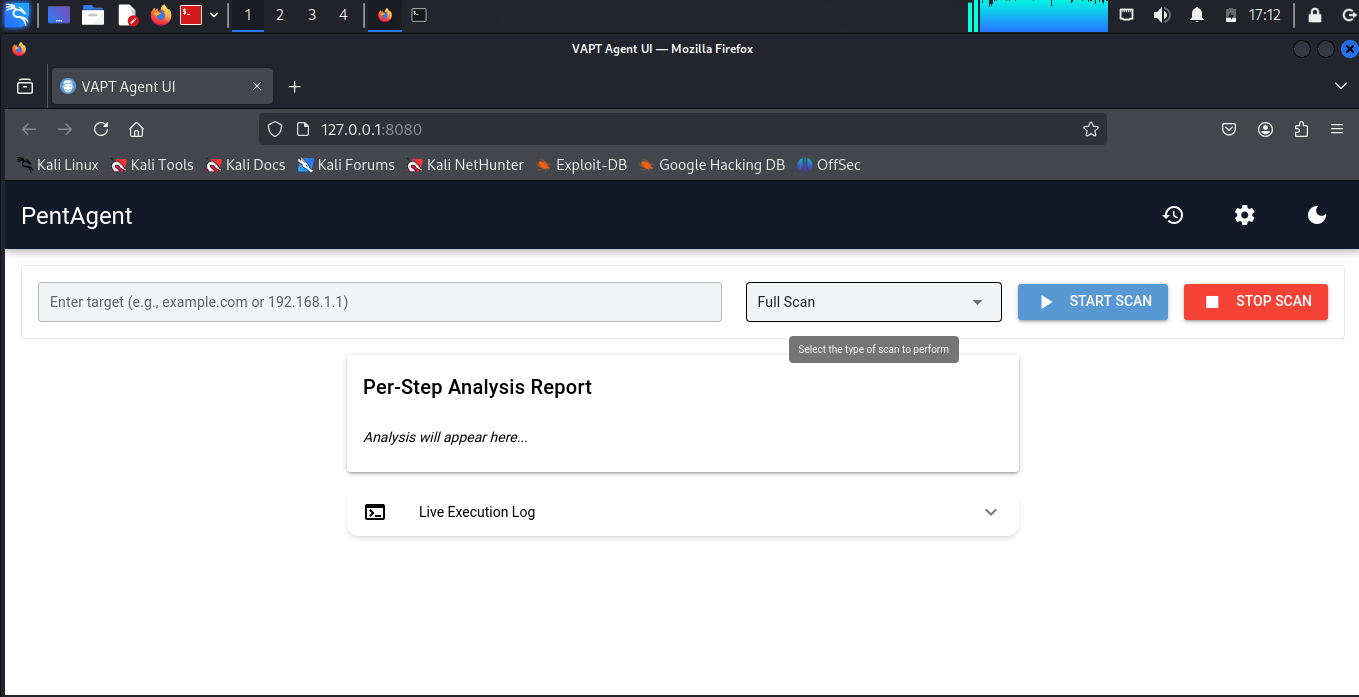 1 2 3 4 17:12
VAPT Agent UI — Mozilla Firefox
VAPT Agent UI
127.0.0.1:8080
Kali Linux Kali Tools Kali Docs Kali Forums Kali NetHunter Exploit-DB Google Hacking DB OffSec
PentAgent
Enter target (e.g., example.com or 192.168.1.1) Full Scan START SCAN STOP SCAN
Select the type of scan to perform
Per-Step Analysis Report
Analysis will appear here...
Live Execution Log